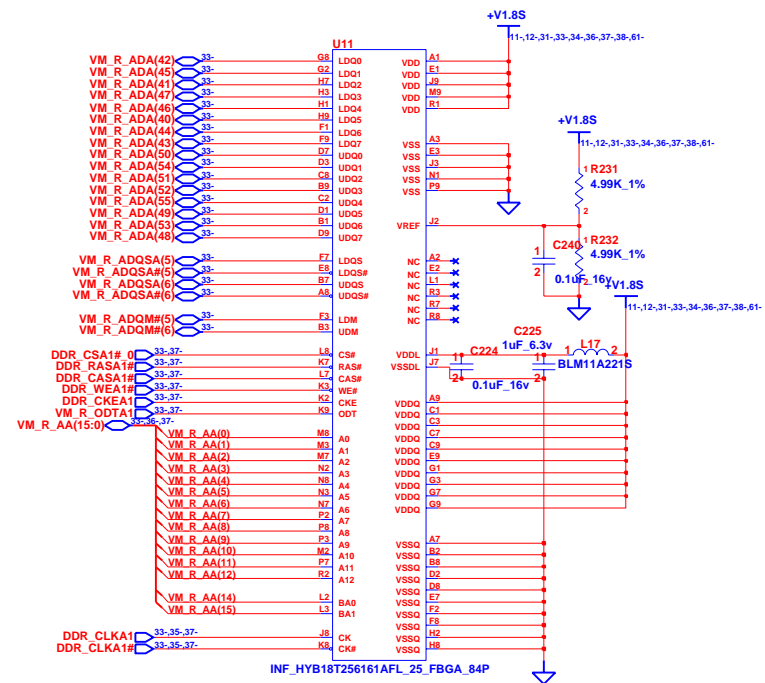 +V1.8S
11-,12-,31-,33-,34-,36-,37-,38-,61-
U11
VM_R_ADA(42) 33- G8 LDQ0 VDD A1
VM_R_ADA(45) 33- G2 LDQ1 VDD E1
VM_R_ADA(41) 33- H7 LDQ2 VDD J9
VM_R_ADA(47) 33- H3 LDQ3 VDD M9
VM_R_ADA(46) 33- H1 LDQ4 VDD R1
VM_R_ADA(40) 33- H9 LDQ5
+V1.8S
VM_R_ADA(44) 33- F1 LDQ6
11-,12-,31-,33-,34-,36-,37-,38-,61-
VM_R_ADA(43) 33- F9 LDQ7 VSS A3
VM_R_ADA(50) 33- D7 UDQ0 VSS E3
VM_R_ADA(54) 33- D3 UDQ1 VSS J3
VM_R_ADA(51) 33- C8 UDQ2 VSS N1
VM_R_ADA(52) 33- B9 UDQ3 VSS P9
1 R231
4.99K_1%
2
VM_R_ADA(55) 33- C2 UDQ4
VM_R_ADA(49) 33- D1 UDQ5
VM_R_ADA(53) 33- B1 UDQ6 VREF J2
VM_R_ADA(48) 33- D9 UDQ7
1 C240 2
0.1uF_16v
1 R232
4.99K_1%
2
VM_R_ADQSA(5) 33- F7 LDQS NC A2
VM_R_ADQSA#(5) 33- E8 LDQS# NC E2
VM_R_ADQSA(6) 33- B7 UDQS NC L1
VM_R_ADQSA#(6) 33- A8 UDQS# NC R3
NC R7
NC R8
+V1.8S
11-,12-,31-,33-,34-,36-,37-,38-,61-
VM_R_ADQM#(5) 33- F3 LDM
VM_R_ADQM#(6) 33- B3 UDM
C225
1uF_6.3v
1 2
L17
1 2
BLM11A221S
1 C224 2
0.1uF_16v
DDR_CSA1#_0 33-,37- L8 CS# VDDL J1
DDR_RASA1# 33-,37- K7 RAS# VSSDL J7
DDR_CASA1# 33-,37- L7 CAS#
DDR_WEA1# 33-,37- K3 WE#
DDR_CKEA1 33-,37- K2 CKE VDDQ A9
VM_R_ODTA1 33-,37- K9 ODT VDDQ C1
VM_R_AA(15:0) 33-,36-,37- VDDQ C3
VM_R_AA(0) M8 A0 VDDQ C7
VM_R_AA(1) M3 A1 VDDQ C9
VM_R_AA(2) M7 A2 VDDQ E9
VM_R_AA(3) N2 A3 VDDQ G1
VM_R_AA(4) N8 A4 VDDQ G3
VM_R_AA(5) N3 A5 VDDQ G7
VM_R_AA(6) N7 A6 VDDQ G9
VM_R_AA(7) P2 A7
VM_R_AA(8) P8 A8
VM_R_AA(9) P3 A9 VSSQ A7
VM_R_AA(10) M2 A10 VSSQ B2
VM_R_AA(11) P7 A11 VSSQ B8
VM_R_AA(12) R2 A12 VSSQ D2
VSSQ D8
VM_R_AA(14) L2 BA0 VSSQ E7
VM_R_AA(15) L3 BA1 VSSQ F2
VSSQ F8
DDR_CLKA1 33-,35-,37- J8 CK VSSQ H2
DDR_CLKA1# 33-,35-,37- K8 CK# VSSQ H8
INF_HYB18T256161AFL_25_FBGA_84P